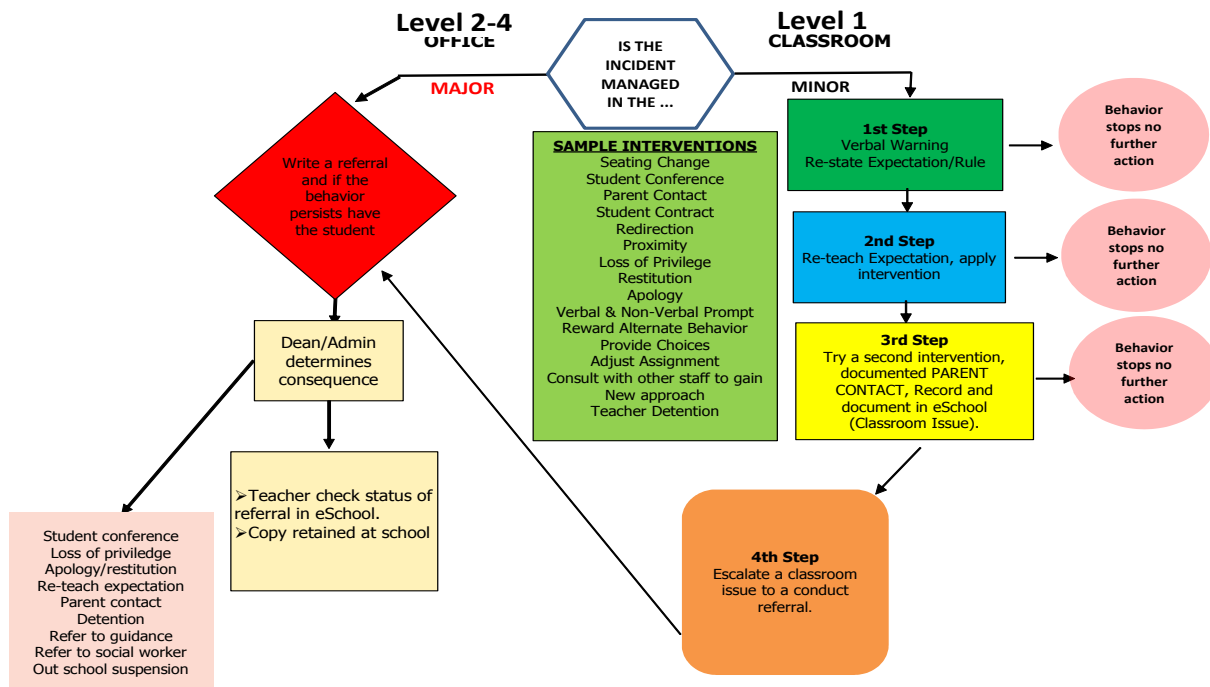 Level 2-4
OFFICE
Level 1
CLASSROOM
IS THE
INCIDENT
MANAGED
IN THE ...
MAJOR
MINOR
Write a referral
and if the
behavior
persists have
the student
SAMPLE INTERVENTIONS
Seating Change
Student Conference
Parent Contact
Student Contract
Redirection
Proximity
Loss of Privilege
Restitution
Apology
Verbal & Non-Verbal Prompt
Reward Alternate Behavior
Provide Choices
Adjust Assignment
Consult with other staff to gain
New approach
Teacher Detention
1st Step
Verbal Warning
Re-state Expectation/Rule
Behavior
stops no
further
action
2nd Step
Re-teach Expectation, apply
intervention
Behavior
stops no
further
action
3rd Step
Try a second intervention,
documented PARENT
CONTACT, Record and
document in eSchool
(Classroom Issue).
Behavior
stops no
further
action
4th Step
Escalate a classroom
issue to a conduct
referral.
Dean/Admin
determines
consequence
➢Teacher check status of
referral in eSchool.
➢Copy retained at school
Student conference
Loss of priviledge
Apology/restitution
Re-teach expectation
Parent contact
Detention
Refer to guidance
Refer to social worker
Out school suspension